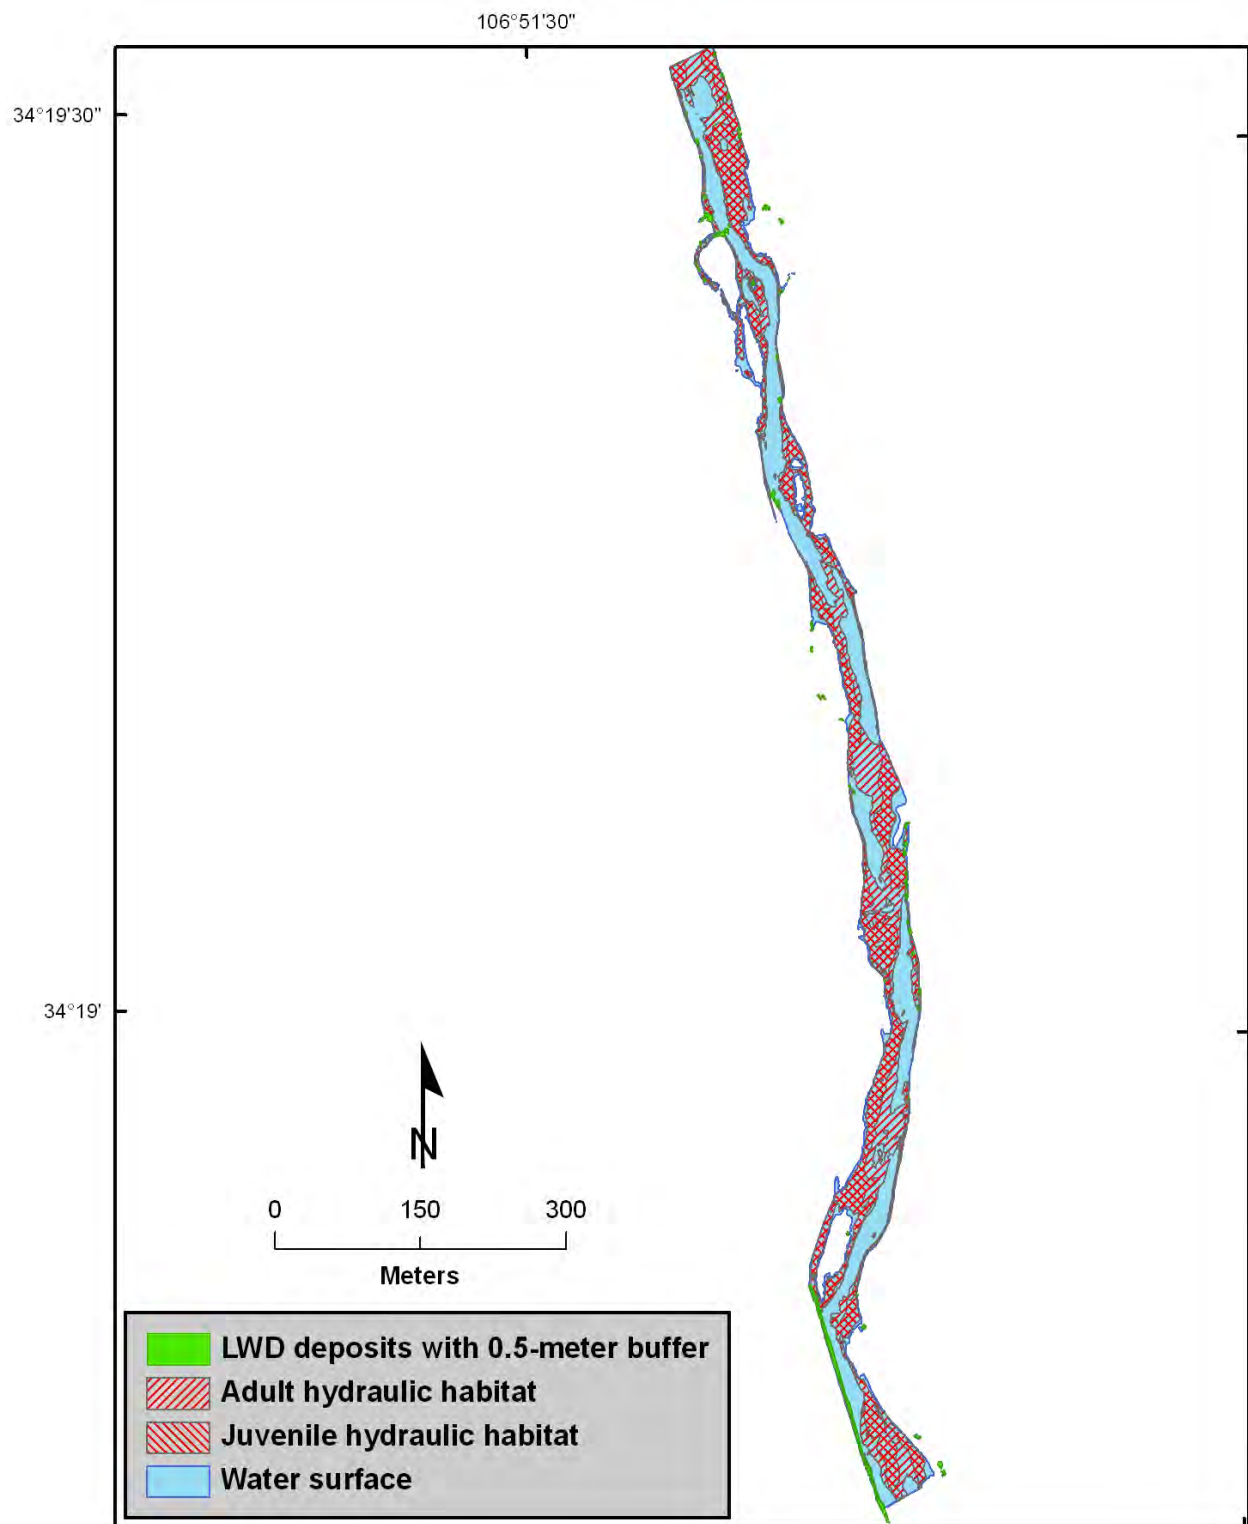 106°51'30"
34°19'30"
34°19'
N
0 150 300
Meters
LWD deposits with 0.5-meter buffer
Adult hydraulic habitat
Juvenile hydraulic habitat
Water surface